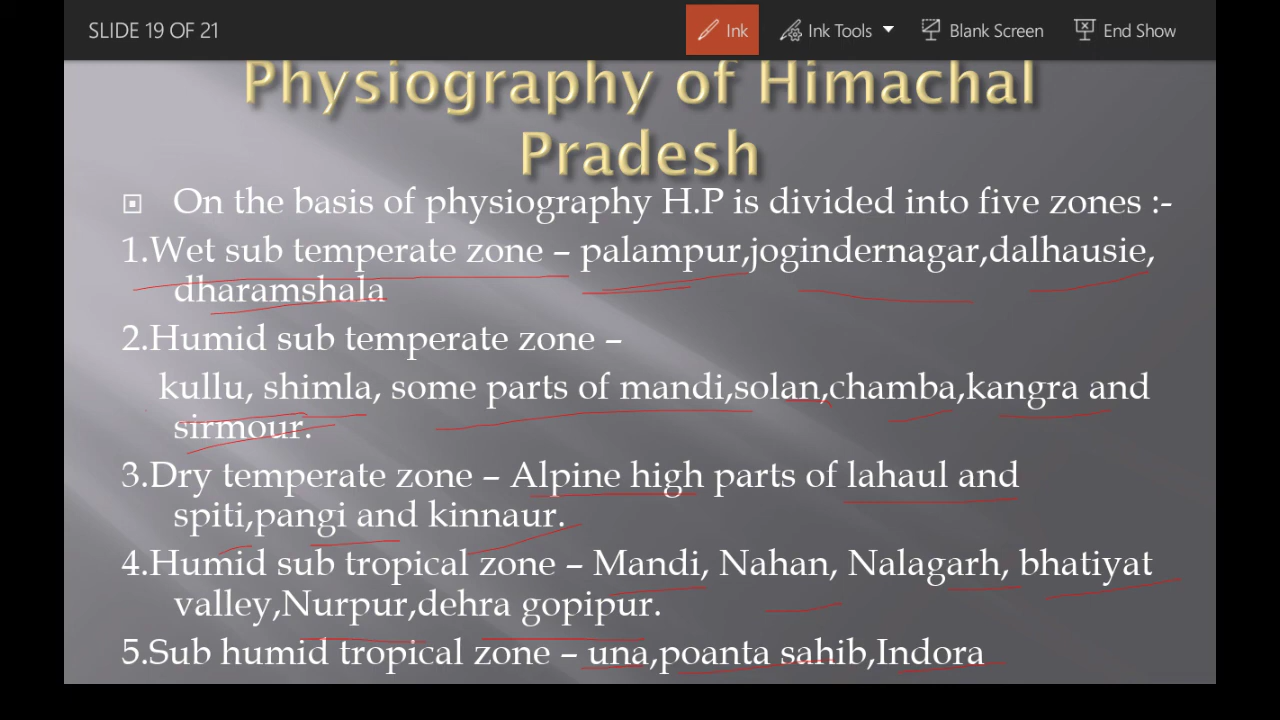 SLIDE 19 OF 21
Ink
Ink Tools
Blank Screen
End Show
Physiography of Himachal
Pradesh
On the basis of physiography H.P is divided into five zones :-
1.Wet sub temperate zone – palampur,jogindernagar,dalhausie,
dharamshala
2.Humid sub temperate zone –
kullu, shimla, some parts of mandi,solan,chamba,kangra and
sirmour.
3.Dry temperate zone – Alpine high parts of lahaul and
spiti,pangi and kinnaur.
4.Humid sub tropical zone – Mandi, Nahan, Nalagarh, bhatiyat
valley,Nurpur,dehra gopipur.
5.Sub humid tropical zone – una,poanta sahib,Indora